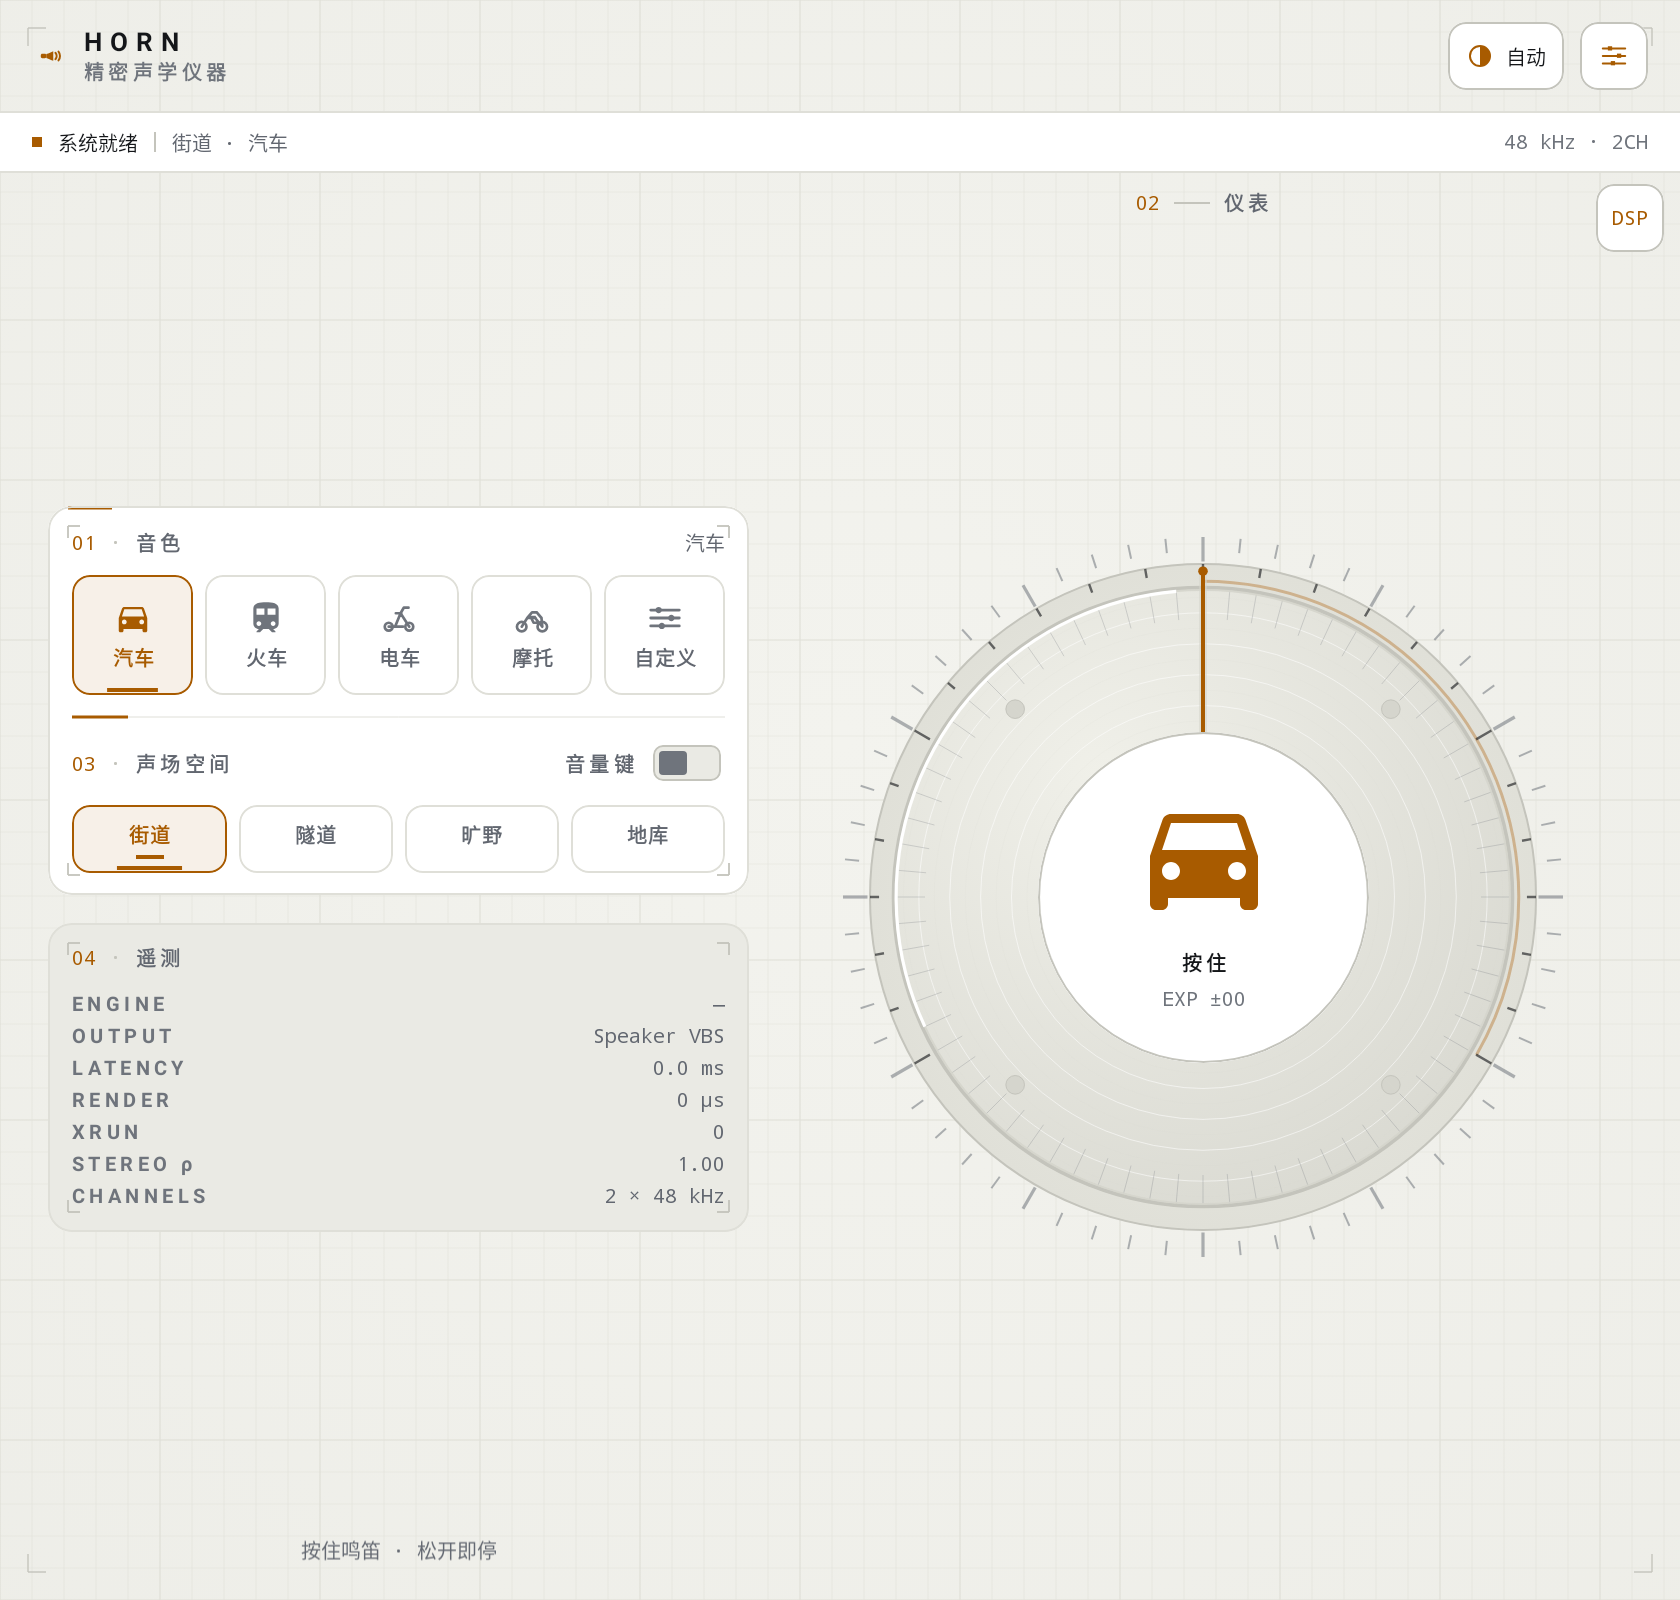 HORN
精密声学仪器
自动
系统就绪 街道 · 汽车
48 kHz · 2CH
02 仪表
DSP
01 · 音色
汽车
汽车
火车
电车
摩托
自定义
03 · 声场空间
音量键
街道
隧道
旷野
地库
04 · 遥测
ENGINE —
OUTPUT Speaker VBS
LATENCY 0.0 ms
RENDER 0 µs
XRUN 0
STEREO ρ 1.00
CHANNELS 2 × 48 kHz
按住
EXP ±00
按住鸣笛 · 松开即停